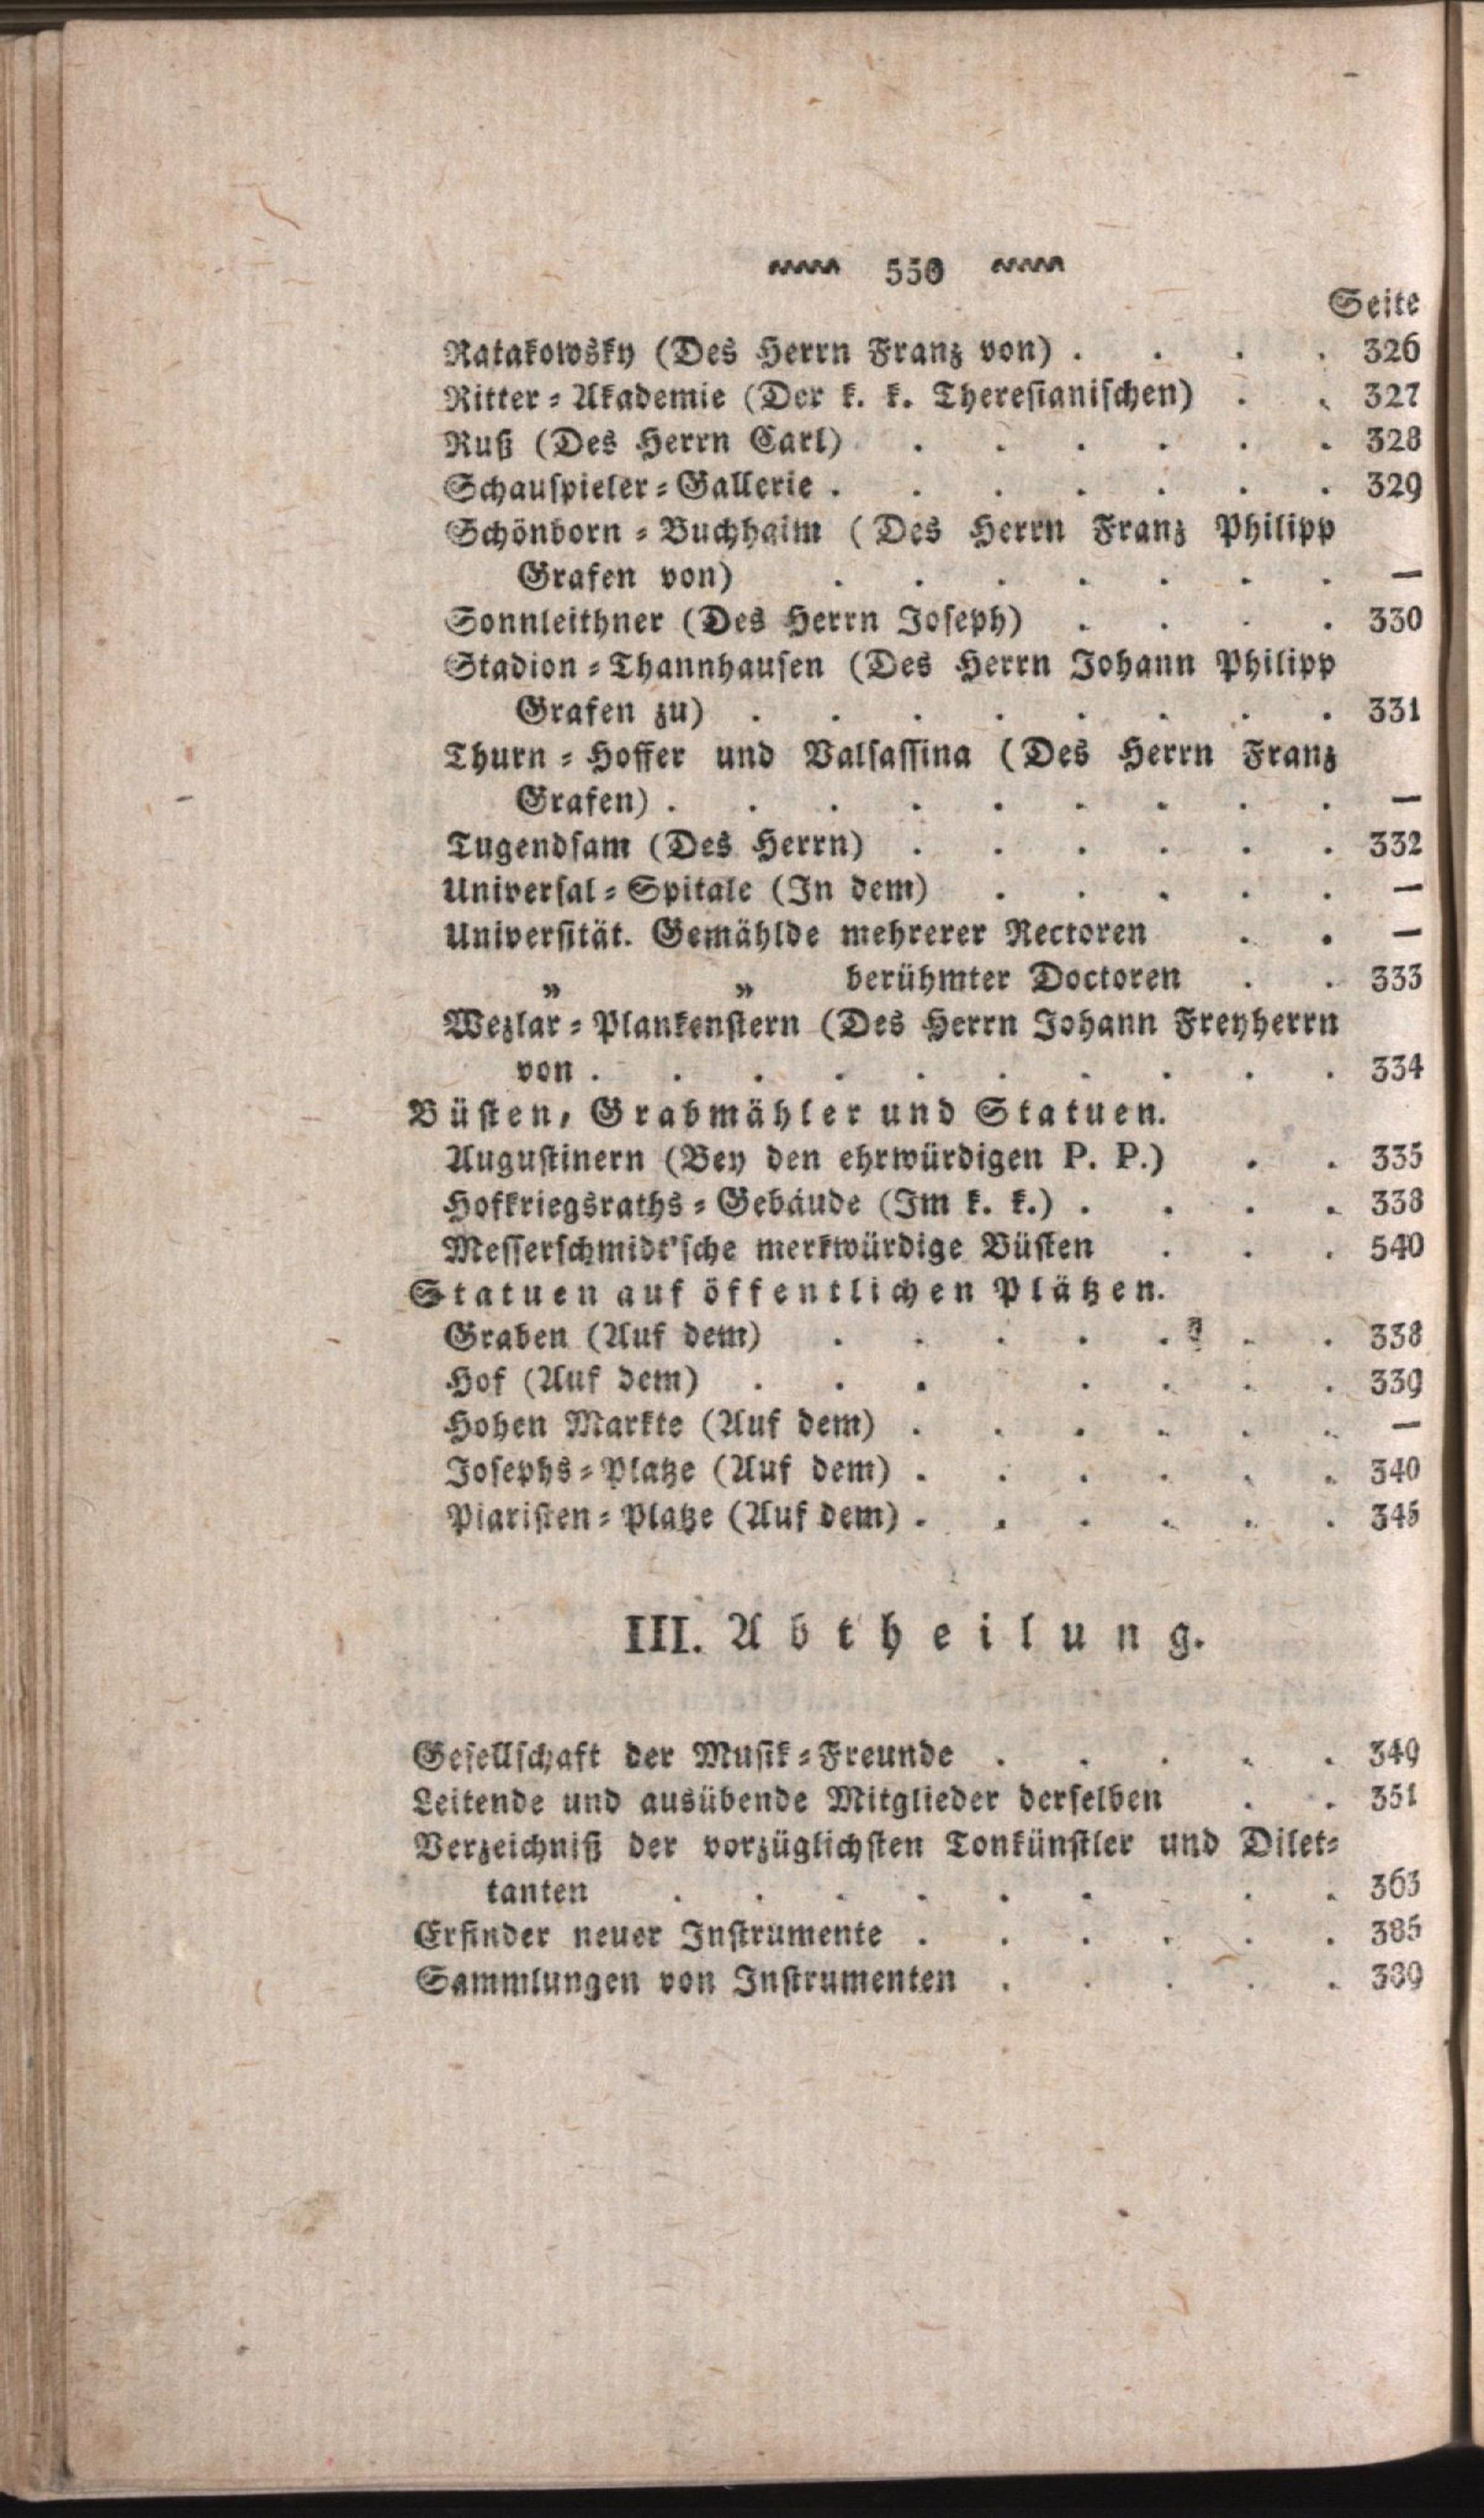 550
Seite
Ratakowsky (Des Herrn Franz von) . . . . 326
Ritter-Akademie (Der k. k. Theresianischen) . . 327
Ruß (Des Herrn Carl) . . . . . . 328
Schauspieler-Gallerie . . . . . . . 329
Schönborn-Buchhaim (Des Herrn Franz Philipp
Grafen von) . . . . . . . —
Sonnleithner (Des Herrn Joseph) . . . . 330
Stadion-Thannhausen (Des Herrn Johann Philipp
Grafen zu) . . . . . . . . 331
Thurn-Hoffer und Valsassina (Des Herrn Franz
Grafen) . . . . . . . . . —
Tugendsam (Des Herrn) . . . . . . 332
Universal-Spitale (In dem) . . . . . —
Universität. Gemählde mehrerer Rectoren . . —
„ „ berühmter Doctoren . . 333
Wezlar-Plankenstern (Des Herrn Johann Freyherrn
von . . . . . . . . . . 334
Büsten, Grabmähler und Statuen.
Augustinern (Bey den ehrwürdigen P. P.) . . 335
Hofkriegsraths-Gebäude (Im k. k.) . . . . 338
Messerschmidt'sche merkwürdige Büsten . . . 540
Statuen auf öffentlichen Plätzen.
Graben (Auf dem) . . . . . . . 338
Hof (Auf dem) . . . . . . . 339
Hohen Markte (Auf dem) . . . . . . —
Josephs-Platze (Auf dem) . . . . . . 340
Piaristen-Platze (Auf dem) . . . . . . 345
III. Abtheilung.
Gesellschaft der Musik-Freunde . . . . . 349
Leitende und ausübende Mitglieder derselben . . 351
Verzeichniß der vorzüglichsten Tonkünstler und Dilet-
tanten . . . . . . . . 363
Erfinder neuer Instrumente . . . . . . 385
Sammlungen von Instrumenten . . . . . 389